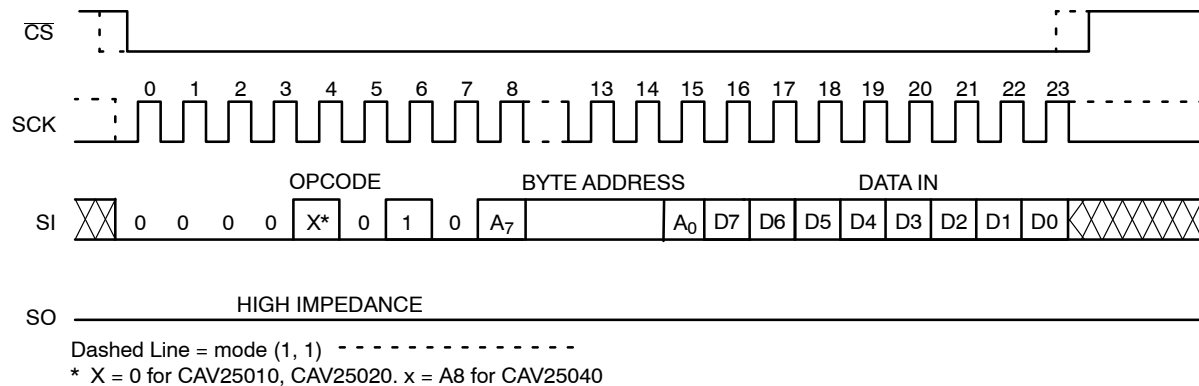 CS
0 1 2 3 4 5 6 7 8 13 14 15 16 17 18 19 20 21 22 23
SCK
OPCODE BYTE ADDRESS DATA IN
SI 0 0 0 0 X* 0 1 0 A7 A0 D7 D6 D5 D4 D3 D2 D1 D0
HIGH IMPEDANCE
SO
Dashed Line = mode (1, 1) - - - - - - - - - - - - - -
* X = 0 for CAV25010, CAV25020. x = A8 for CAV25040